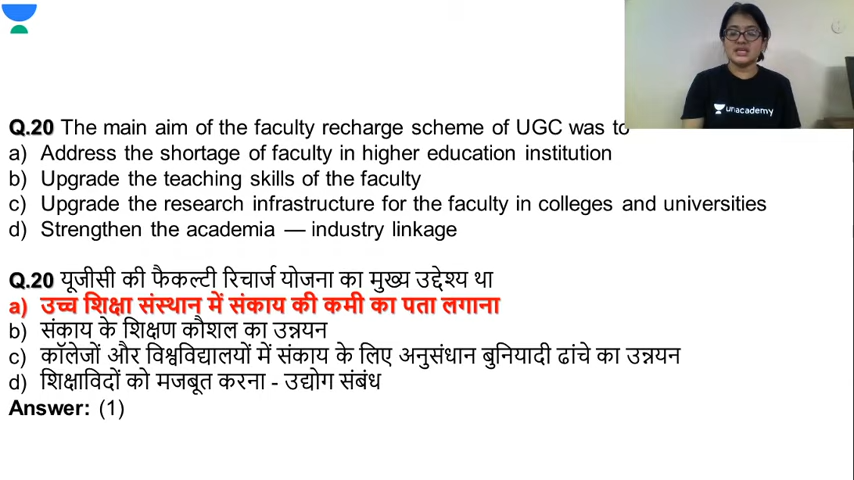 unacademy
Q.20 The main aim of the faculty recharge scheme of UGC was to
a) Address the shortage of faculty in higher education institution
b) Upgrade the teaching skills of the faculty
c) Upgrade the research infrastructure for the faculty in colleges and universities
d) Strengthen the academia — industry linkage
Q.20 यूजीसी की फैकल्टी रिचार्ज योजना का मुख्य उद्देश्य था
a) उच्च शिक्षा संस्थान में संकाय की कमी का पता लगाना
b) संकाय के शिक्षण कौशल का उन्नयन
c) कॉलेजों और विश्वविद्यालयों में संकाय के लिए अनुसंधान बुनियादी ढांचे का उन्नयन
d) शिक्षाविदों को मजबूत करना - उद्योग संबंध
Answer: (1)